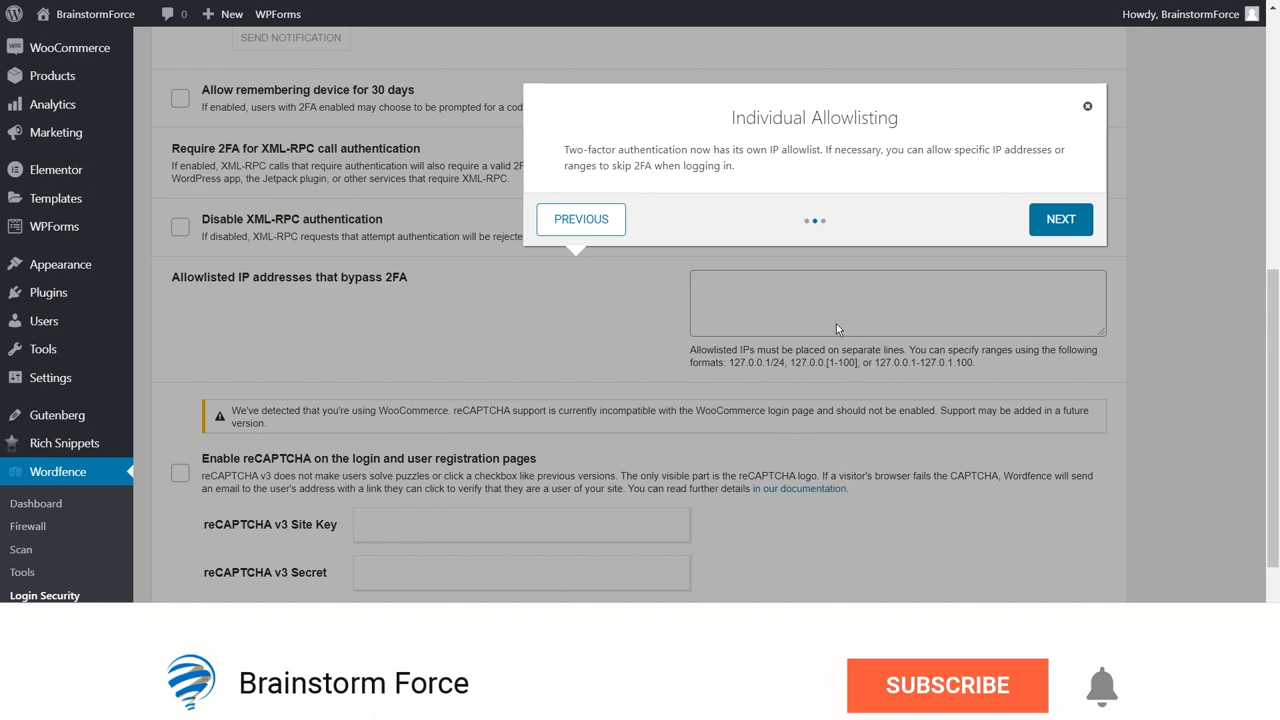 BrainstormForce
0
New
WPForms
Howdy, BrainstormForce
WooCommerce
Products
Analytics
Marketing
Elementor
Templates
WPForms
Appearance
Plugins
Users
Tools
Settings
Gutenberg
Rich Snippets
Wordfence
Dashboard
Firewall
Scan
Tools
Login Security
SEND NOTIFICATION
Allow remembering device for 30 days
If enabled, users with 2FA enabled may choose to be prompted for a
Require 2FA for XML-RPC call authentication
If enabled, XML-RPC calls that require authentication will also require a valid
WordPress app, the Jetpack plugin, or other services that require XML-RPC.
Disable XML-RPC authentication
If disabled, XML-RPC requests that attempt authentication will be
Individual Allowlisting
Two-factor authentication now has its own IP allowlist. If necessary, you can allow specific IP addresses or
ranges to skip 2FA when logging in.
PREVIOUS
NEXT
Allowlisted IP addresses that bypass 2FA
Allowlisted IPs must be placed on separate lines. You can specify ranges using the following
formats: 127.0.0.1/24, 127.0.0.[1-100], or 127.0.0.1-127.0.1.100.
We've detected that you're using WooCommerce. reCAPTCHA support is currently incompatible with the WooCommerce login page and should not be enabled. Support may be added in a future
version.
Enable reCAPTCHA on the login and user registration pages
reCAPTCHA v3 does not make users solve puzzles or click a checkbox like previous versions. The only visible part is the reCAPTCHA logo. If a visitor's browser fails the CAPTCHA, Wordfence will send
an email to the user's address with a link they can click to verify that they are a user of your site. You can read further details in our documentation.
reCAPTCHA v3 Site Key
reCAPTCHA v3 Secret
Brainstorm Force
SUBSCRIBE